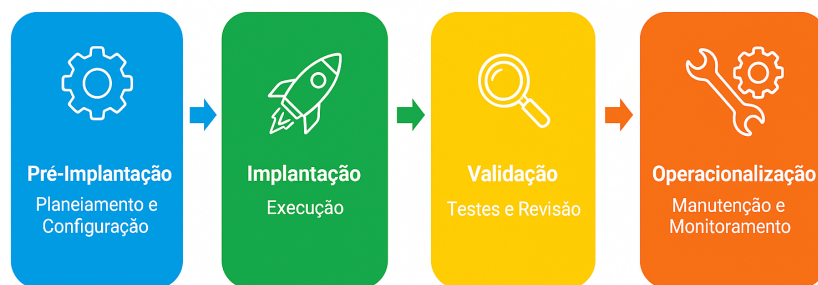 Pré-Implantação
Planeiamento e
Configuração
Implantação
Execução
Validação
Testes e Revisão
Operacionalização
Manutenção e
Monitoramento